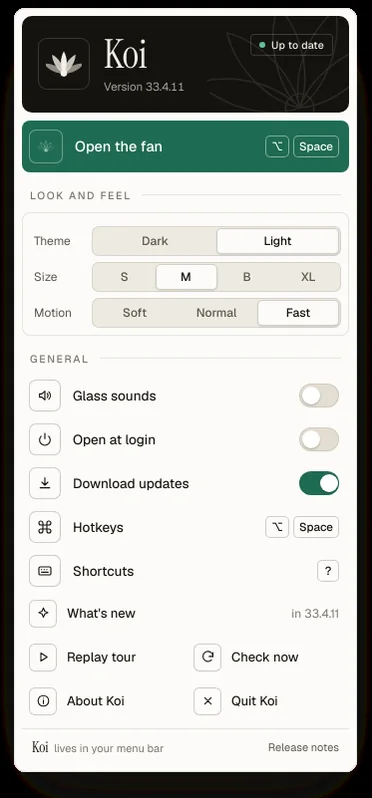 Koi
Up to date
Version 33.4.11
Open the fan ⌥ Space
LOOK AND FEEL
Theme Dark Light
Size S M B XL
Motion Soft Normal Fast
GENERAL
Glass sounds
Open at login
Download updates
Hotkeys ⌥ Space
Shortcuts ?
What's new in 33.4.11
Replay tour Check now
About Koi Quit Koi
Koi lives in your menu bar Release notes